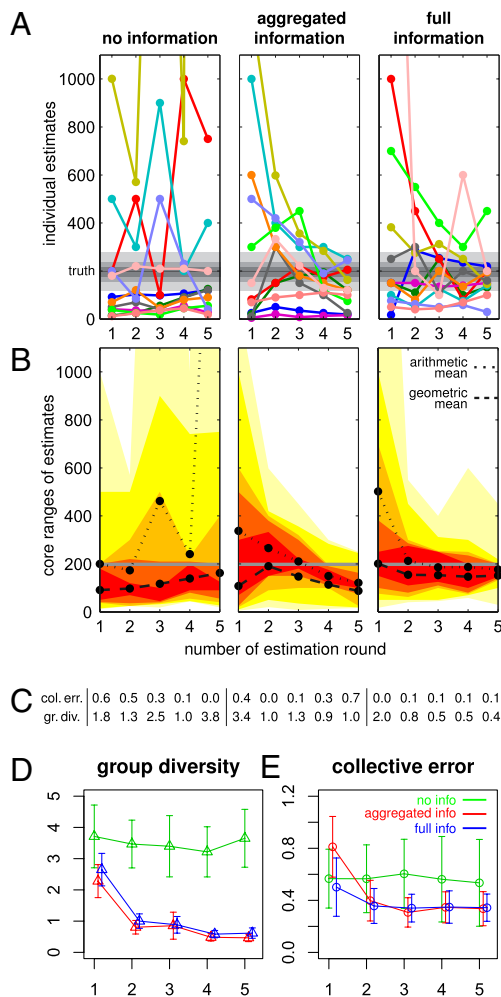 A
no information
aggregated information
full information
individual estimates
1000
800
600
400
truth
0
1 2 3 4 5
1 2 3 4 5
1 2 3 4 5
B
core ranges of estimates
1000
800
600
400
200
0
arithmetic mean
geometric mean
1 2 3 4 5
1 2 3 4 5
1 2 3 4 5
number of estimation round
C
col. err. 0.6 0.5 0.3 0.1 0.0 0.4 0.0 0.1 0.3 0.7 0.0 0.1 0.1 0.1 0.1
gr. div. 1.8 1.3 2.5 1.0 3.8 3.4 1.0 1.3 0.9 1.0 2.0 0.8 0.5 0.5 0.4
D
group diversity
5
4
3
2
1
0
1 2 3 4 5
E
collective error
no info
aggregated info
full info
1.2
0.8
0.4
0.0
1 2 3 4 5